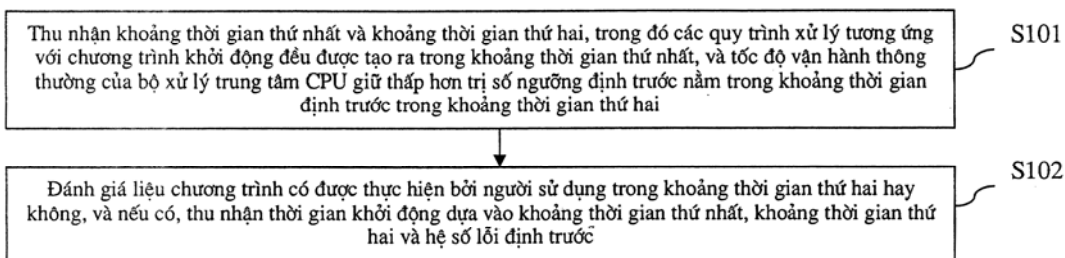 Thu nhận khoảng thời gian thứ nhất và khoảng thời gian thứ hai, trong đó các quy trình xử lý tương ứng
với chương trình khởi động đều được tạo ra trong khoảng thời gian thứ nhất, và tốc độ vận hành thông
thường của bộ xử lý trung tâm CPU giữ thấp hơn trị số ngưỡng định trước nằm trong khoảng thời gian
định trước trong khoảng thời gian thứ hai
S101
Đánh giá liệu chương trình có được thực hiện bởi người sử dụng trong khoảng thời gian thứ hai hay
không, và nếu có, thu nhận thời gian khởi động dựa vào khoảng thời gian thứ nhất, khoảng thời gian thứ
hai và hệ số lỗi định trước
S102